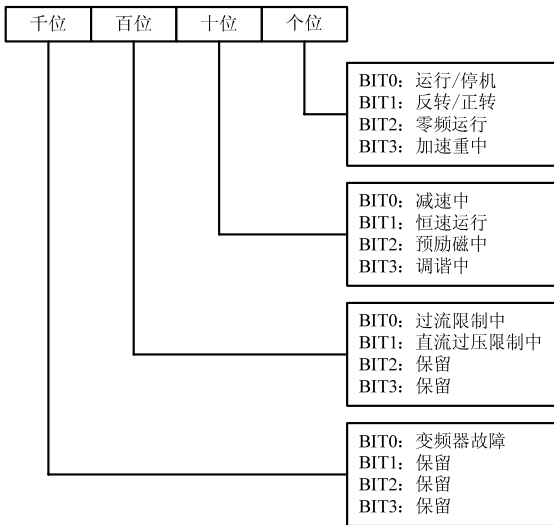 千位 百位 十位 个位
BIT0：运行/停机
BIT1：反转/正转
BIT2：零频运行
BIT3：加速重中
BIT0：减速中
BIT1：恒速运行
BIT2：预励磁中
BIT3：调谐中
BIT0：过流限制中
BIT1：直流过压限制中
BIT2：保留
BIT3：保留
BIT0：变频器故障
BIT1：保留
BIT2：保留
BIT3：保留